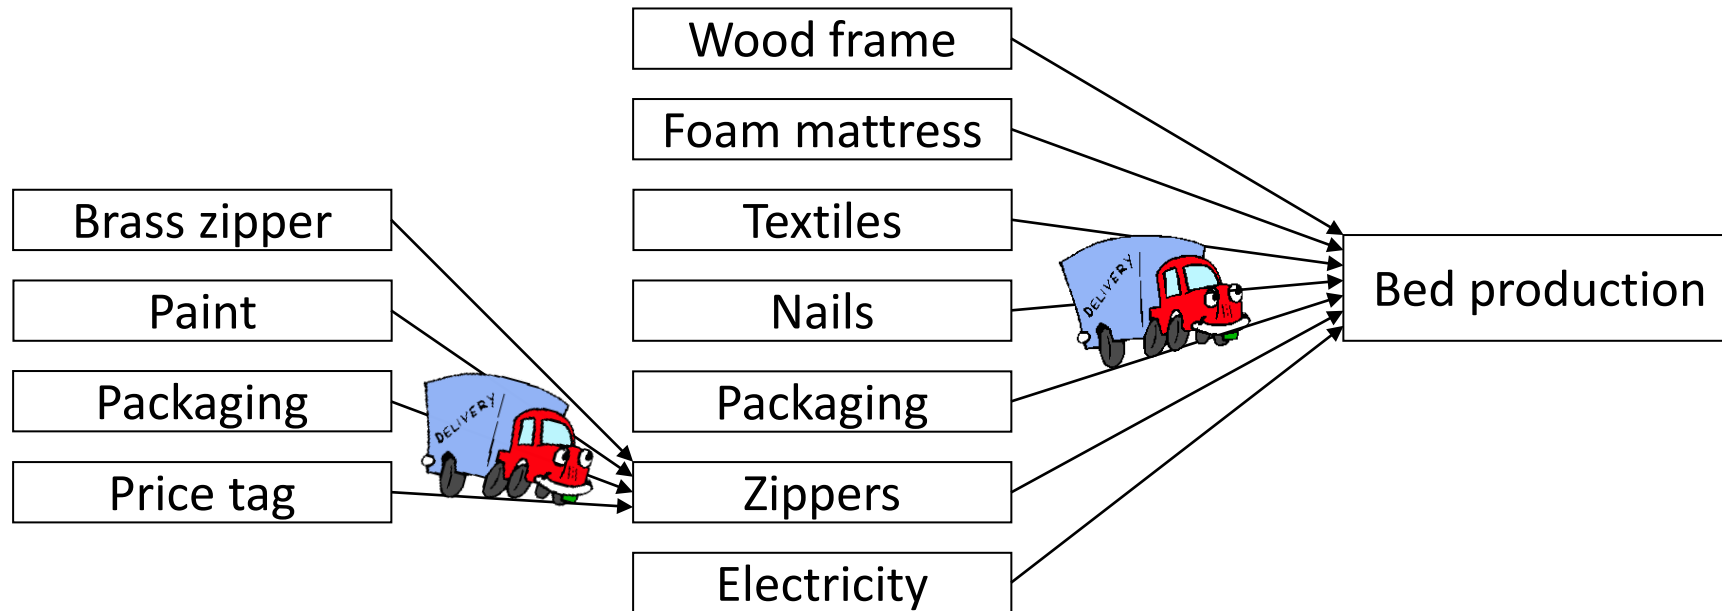 Wood frame
Foam mattress
Brass zipper
Textiles
Paint
Nails
Packaging
Packaging
Price tag
Zippers
Electricity
DELIVERY
DELIVERY
Bed production